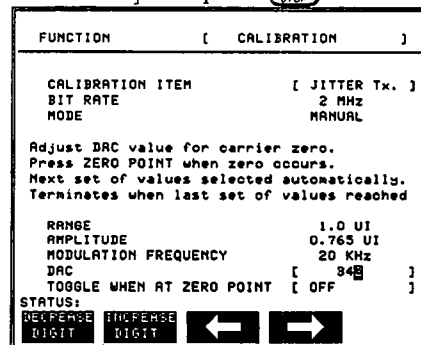 FUNCTION [ CALIBRATION ]
CALIBRATION ITEM [ JITTER Tx. ]
BIT RATE 2 MHz
MODE MANUAL
Adjust DAC value for carrier zero.
Press ZERO POINT when zero occurs.
Next set of values selected automatically.
Terminates when last set of values reached
RANGE 1.0 UI
AMPLITUDE 0.765 UI
MODULATION FREQUENCY 20 KHz
DAC [ ]
TOGGLE WHEN AT ZERO POINT [ OFF ]
STATUS:
DECREASE INCREASE
DIGIT DIGIT